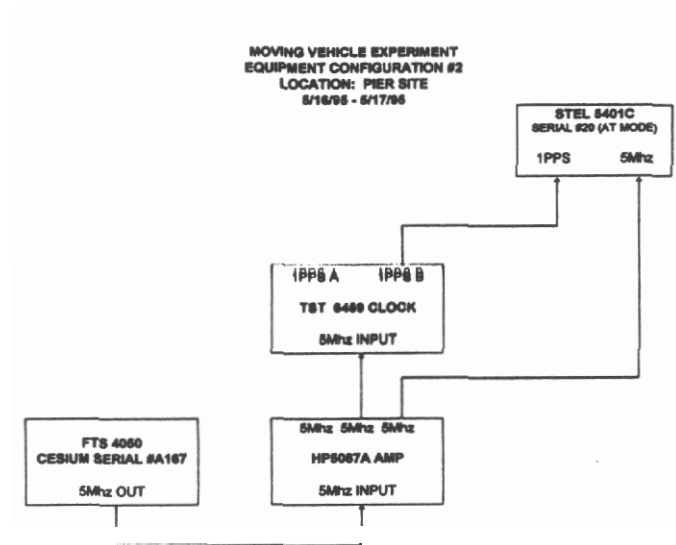 MOVING VEHICLE EXPERIMENT
EQUIPMENT CONFIGURATION #2
LOCATION: PIER SITE
5/16/95 - 5/17/95
STEL 5401C
SERIAL #20 (AT MODE)
1PPS 5Mhz
1PPS A 1PPS B
TST 6459 CLOCK
5Mhz INPUT
5Mhz 5Mhz 5Mhz
HP5087A AMP
5Mhz INPUT
FTS 4050
CESIUM SERIAL #A167
5Mhz OUT